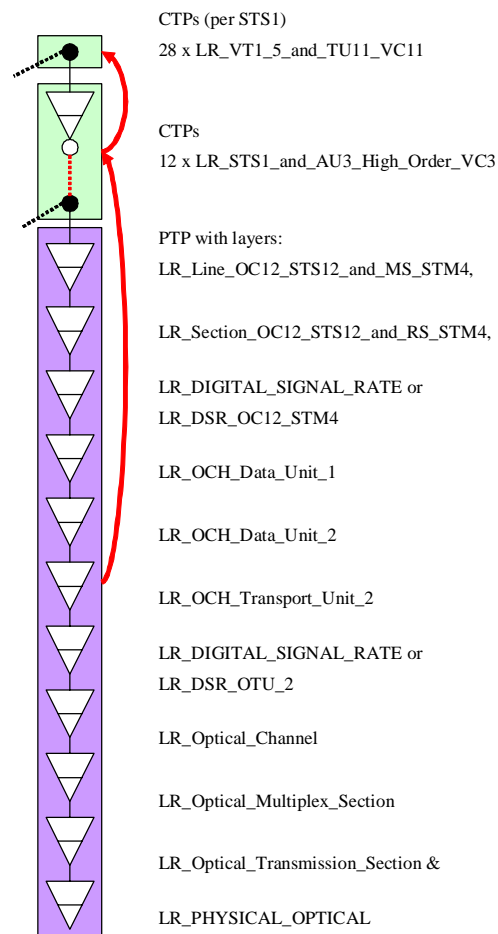 CTPs (per STS1)
28 x LR_VT1_5_and_TU11_VC11
CTPs
12 x LR_STS1_and_AU3_High_Order_VC3
PTP with layers:
LR_Line_OC12_STS12_and_MS_STM4,
LR_Section_OC12_STS12_and_RS_STM4,
LR_DIGITAL_SIGNAL_RATE or
LR_DSR_OC12_STM4
LR_OCH_Data_Unit_1
LR_OCH_Data_Unit_2
LR_OCH_Transport_Unit_2
LR_DIGITAL_SIGNAL_RATE or
LR_DSR_OTU_2
LR_Optical_Channel
LR_Optical_Multiplex_Section
LR_Optical_Transmission_Section &
LR_PHYSICAL_OPTICAL